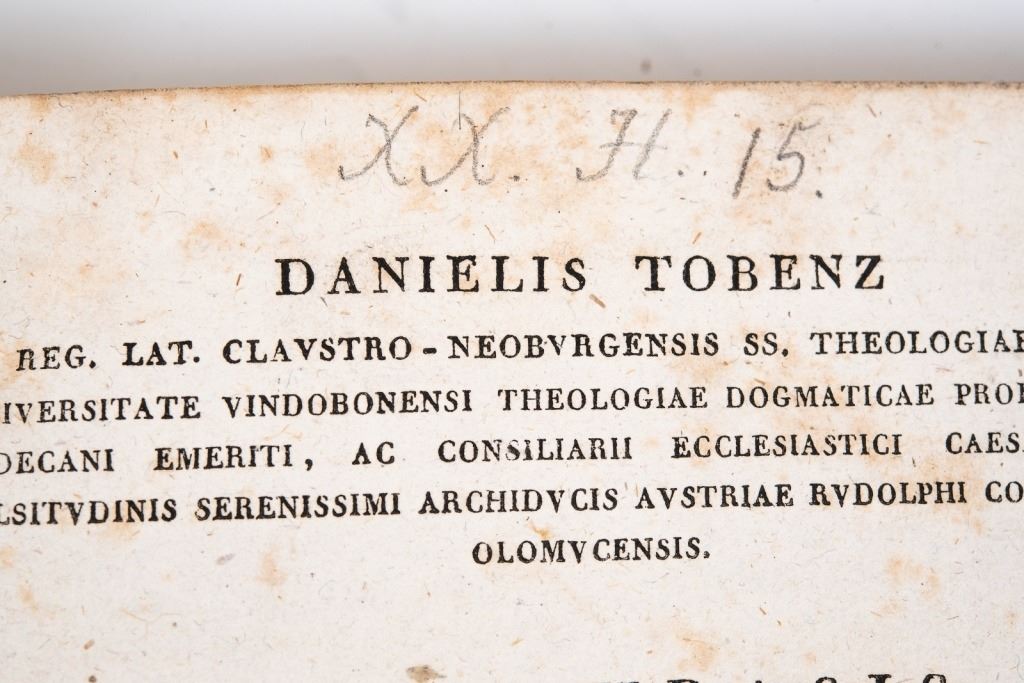 XX. H. 15.
DANIELIS TOBENZ
REG. LAT. CLAVSTRO-NEOBVRGENSIS SS. THEOLOGIAE
IVERSITATE VINDOBONENSI THEOLOGIAE DOGMATICAE PROF
DECANI EMERITI, AC CONSILIARII ECCLESIASTICI CAES
LSITVDINIS SERENISSIMI ARCHIDVCIS AVSTRIAE RVDOLPHI CO
OLOMVCENSIS.